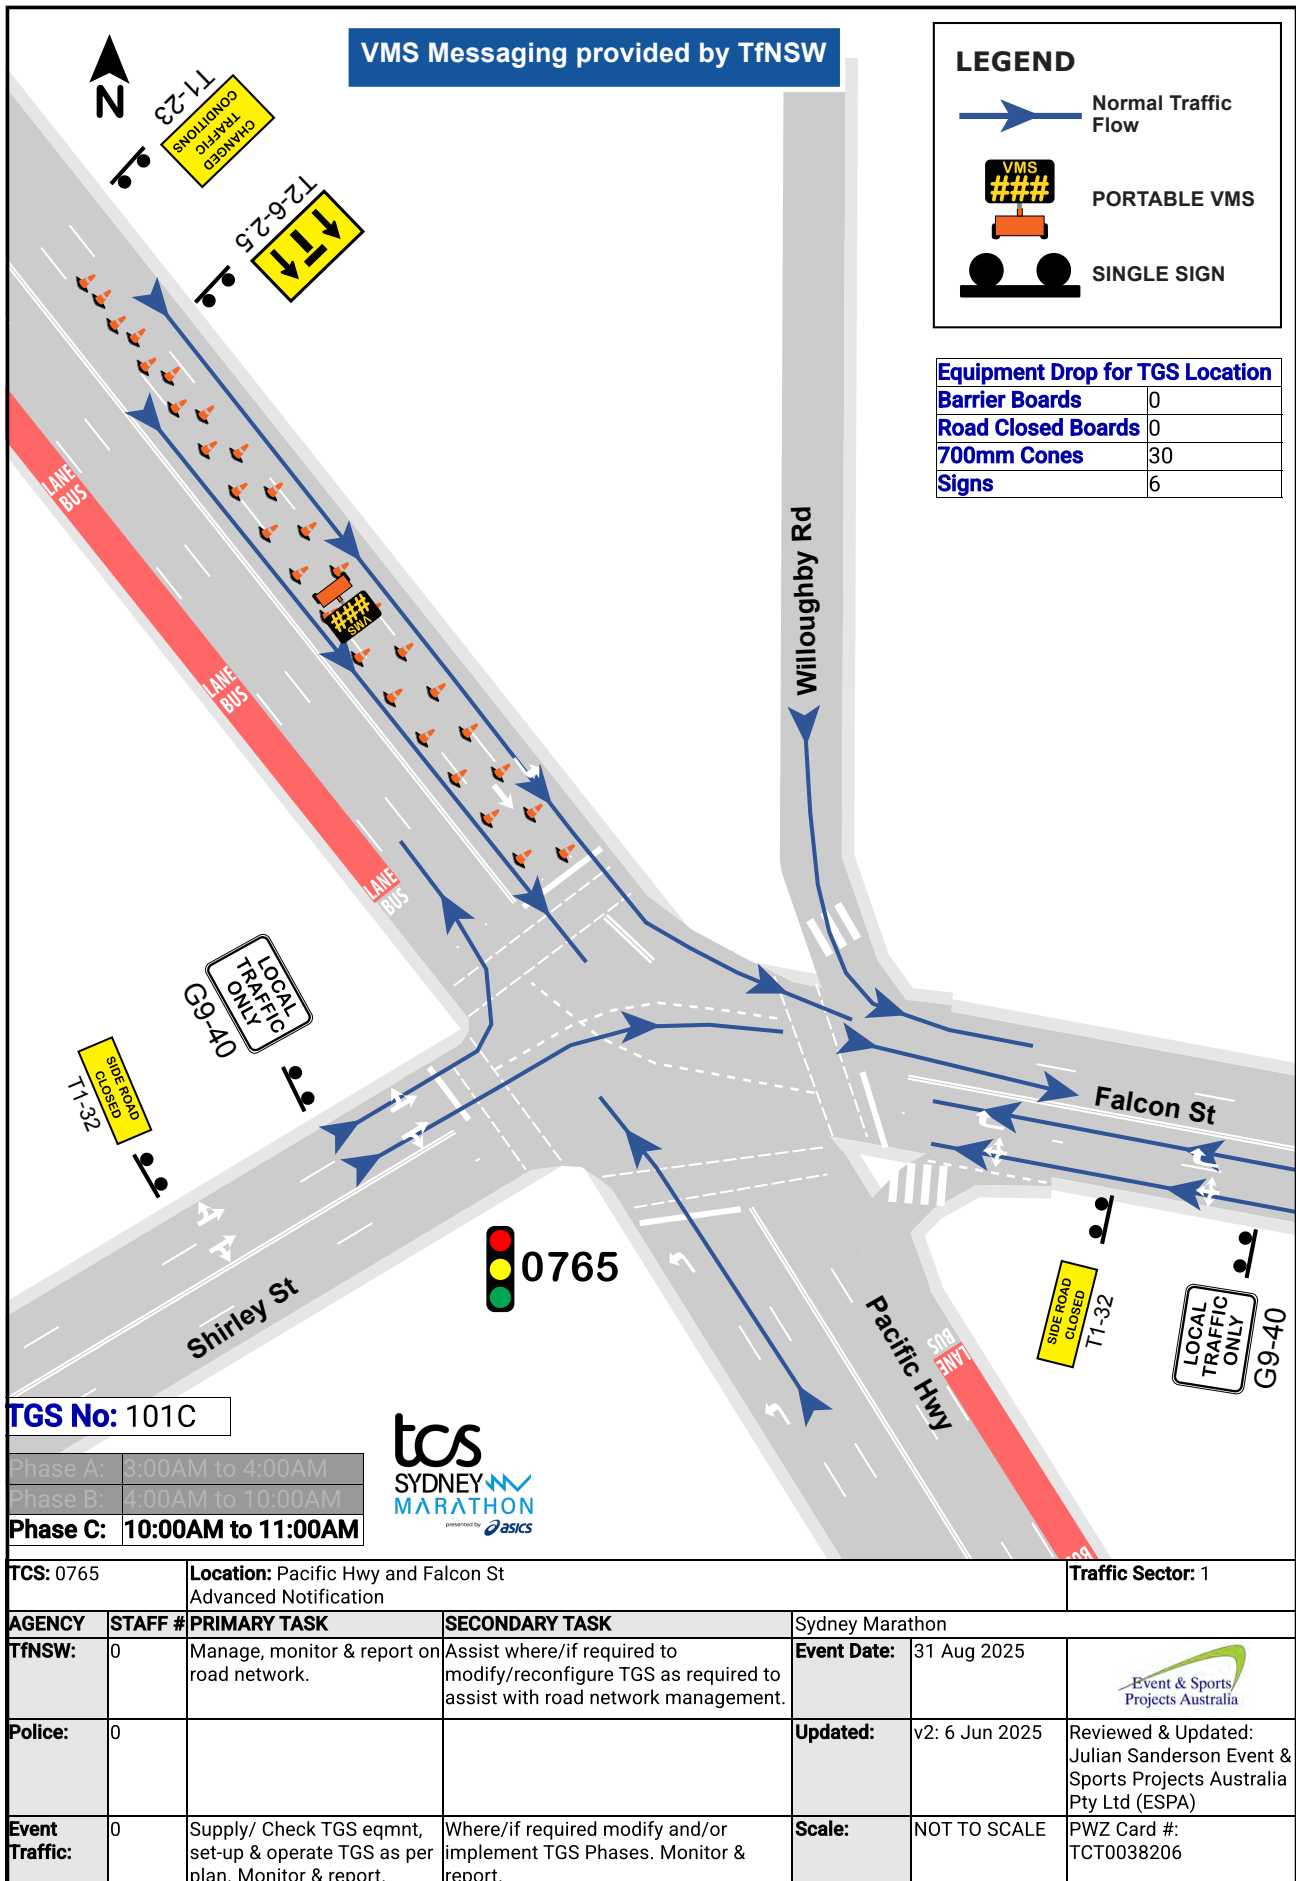 VMS Messaging provided by TfNSW
N
T1-23
CHANGED
TRAFFIC
CONDITIONS
T2-6-2.5
LEGEND
Normal Traffic
Flow
VMS
###
PORTABLE VMS
SINGLE SIGN
Equipment Drop for TGS Location
Barrier Boards 0
Road Closed Boards 0
700mm Cones 30
Signs 6
LANE
BUS
LANE
BUS
LANE
BUS
###
VMS
Willoughby Rd
LOCAL
TRAFFIC
ONLY
G9-40
SIDE ROAD
CLOSED
T1-32
Falcon St
0765
Shirley St
Pacific Hwy
BUS
LANE
BUS
SIDE ROAD
CLOSED
T1-32
LOCAL
TRAFFIC
ONLY
G9-40
TGS No: 101C
Phase A: 3:00AM to 4:00AM
Phase B: 4:00AM to 10:00AM
Phase C: 10:00AM to 11:00AM
tcs
SYDNEY
MARATHON
presented by asics
TCS: 0765
Location: Pacific Hwy and Falcon St
Advanced Notification
Traffic Sector: 1
AGENCY STAFF # PRIMARY TASK SECONDARY TASK Sydney Marathon
TfNSW: 0
Manage, monitor & report on
road network.
Assist where/if required to
modify/reconfigure TGS as required to
assist with road network management.
Event Date: 31 Aug 2025
Event & Sports
Projects Australia
Police: 0
Updated: v2: 6 Jun 2025
Reviewed & Updated:
Julian Sanderson Event &
Sports Projects Australia
Pty Ltd (ESPA)
Event
Traffic:
0
Supply/ Check TGS eqmnt,
set-up & operate TGS as per
plan. Monitor & report.
Where/if required modify and/or
implement TGS Phases. Monitor &
report.
Scale: NOT TO SCALE
PWZ Card #:
TCT0038206